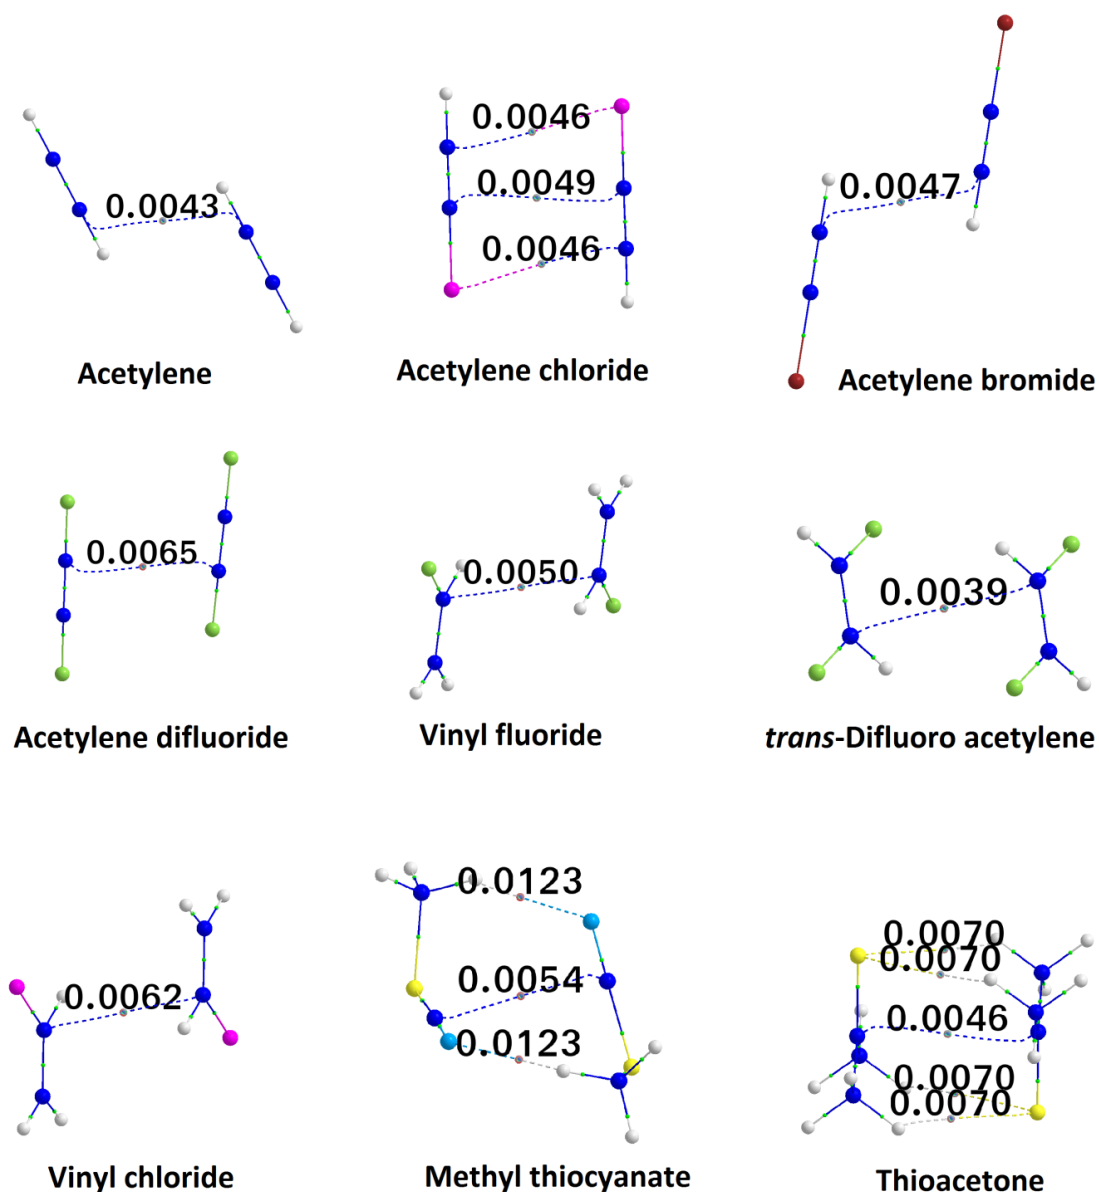 0.0043
0.0046
0.0049
0.0046
0.0047
Acetylene
Acetylene chloride
Acetylene bromide
0.0065
0.0050
0.0039
Acetylene difluoride
Vinyl fluoride
trans-Difluoro acetylene
0.0062
0.0123
0.0054
0.0123
0.0070
0.0070
0.0046
0.0070
0.0070
Vinyl chloride
Methyl thiocyanate
Thioacetone